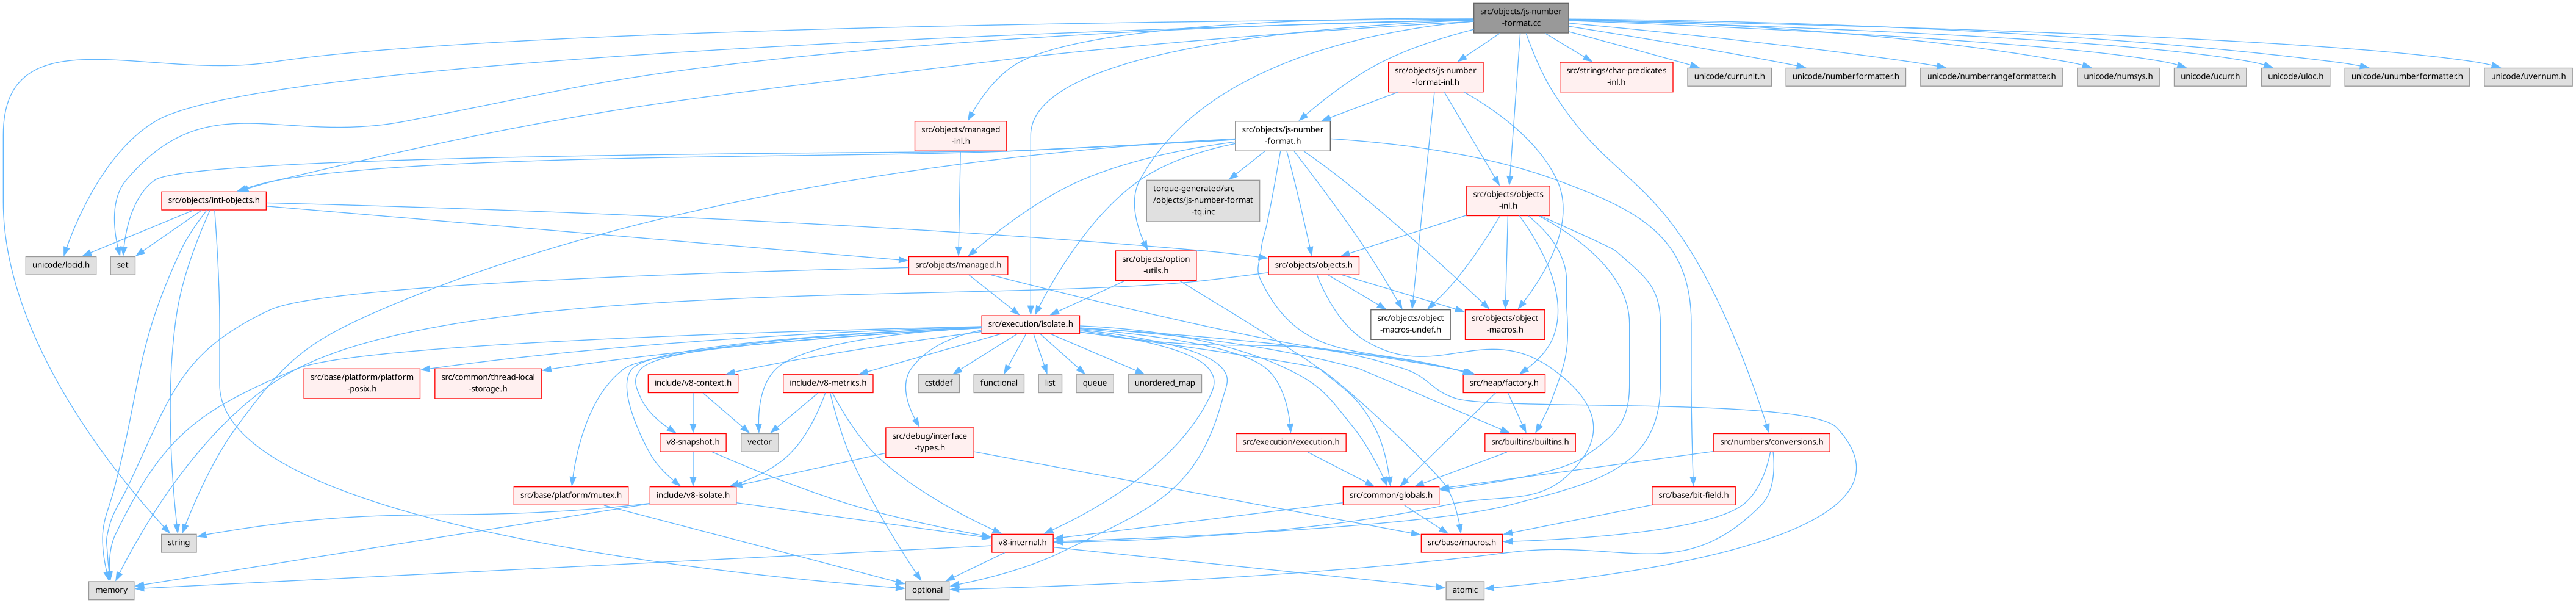 src/objects/js-number
-format.cc
src/objects/js-number
-format-inl.h
src/strings/char-predicates
-inl.h
unicode/currunit.h
unicode/numberformatter.h
unicode/numberrangeformatter.h
unicode/numsys.h
unicode/ucurr.h
unicode/uloc.h
unicode/unumberformatter.h
unicode/uvernum.h
src/objects/managed
-inl.h
src/objects/js-number
-format.h
src/objects/intl-objects.h
torque-generated/src
/objects/js-number-format
-tq.inc
src/objects/objects
-inl.h
unicode/locid.h
set
src/objects/managed.h
src/objects/option
-utils.h
src/objects/objects.h
src/execution/isolate.h
src/objects/object
-macros-undef.h
src/objects/object
-macros.h
src/base/platform/platform
-posix.h
src/common/thread-local
-storage.h
include/v8-context.h
include/v8-metrics.h
cstddef
functional
list
queue
unordered_map
src/heap/factory.h
v8-snapshot.h
vector
src/debug/interface
-types.h
src/execution/execution.h
src/builtins/builtins.h
src/numbers/conversions.h
src/base/platform/mutex.h
include/v8-isolate.h
src/common/globals.h
src/base/bit-field.h
string
v8-internal.h
src/base/macros.h
memory
optional
atomic